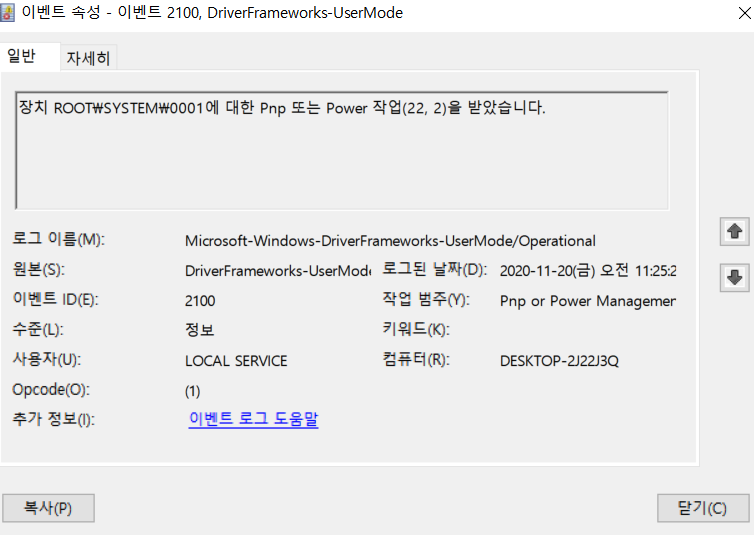 이벤트 속성 - 이벤트 2100, DriverFrameworks-UserMode
일반 자세히
장치 ROOT₩SYSTEM₩0001에 대한 Pnp 또는 Power 작업(22, 2)을 받았습니다.
로그 이름(M): Microsoft-Windows-DriverFrameworks-UserMode/Operational
원본(S): DriverFrameworks-UserMode 로그된 날짜(D): 2020-11-20(금) 오전 11:25:2
이벤트 ID(E): 2100 작업 범주(Y): Pnp or Power Managemen
수준(L): 정보 키워드(K):
사용자(U): LOCAL SERVICE 컴퓨터(R): DESKTOP-2J22J3Q
Opcode(O): (1)
추가 정보(I): 이벤트 로그 도움말
복사(P) 닫기(C)